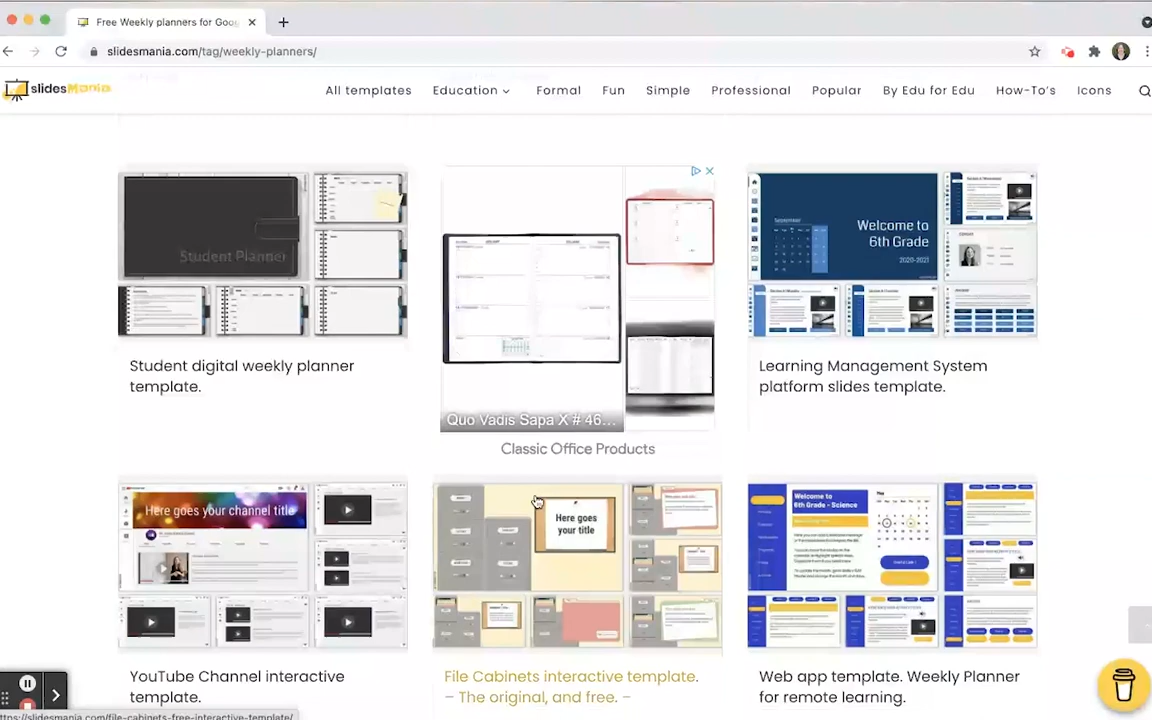 Free Weekly planners for Goog
slidesmania.com/tag/weekly-planners/
slidesMania
All templates
Education
Formal
Fun
Simple
Professional
Popular
By Edu for Edu
How-To's
Icons
Student Planner
Welcome to
6th Grade
2020-2021
Student digital weekly planner
template.
Quo Vadis Sapa X # 46...
Classic Office Products
Learning Management System
platform slides template.
Here goes your channel title
Here goes
your title
Welcome to
6th Grade - Science
YouTube Channel interactive
template.
File Cabinets interactive template.
– The original, and free. –
Web app template. Weekly Planner
for remote learning.
ttps://slidesmania.com/file-cabinets-free-interactive-template/